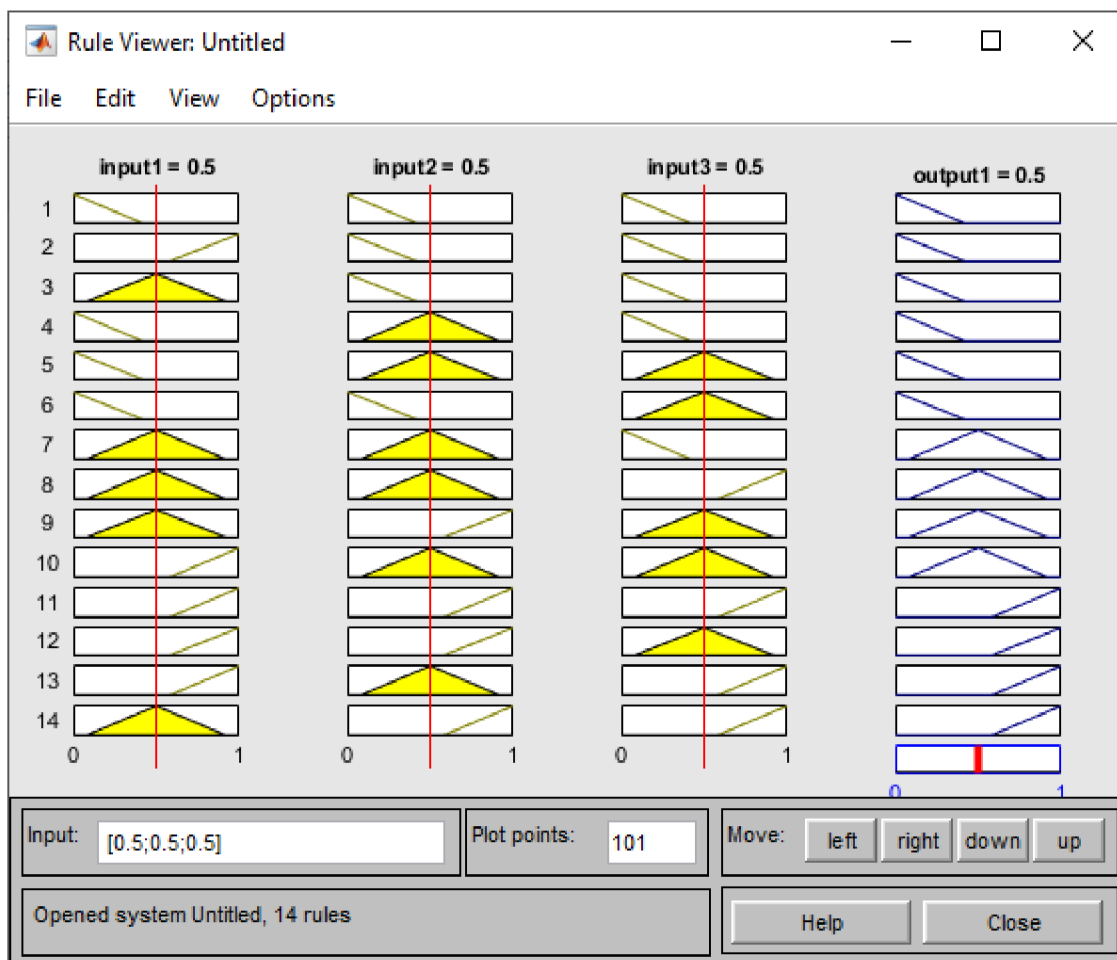 Rule Viewer: Untitled
File Edit View Options
input1 = 0.5 input2 = 0.5 input3 = 0.5 output1 = 0.5
1
2
3
4
5
6
7
8
9
10
11
12
13
14
0 1 0 1 0 1
0 1
Input: [0.5;0.5;0.5] Plot points: 101 Move: left right down up
Opened system Untitled, 14 rules
Help Close